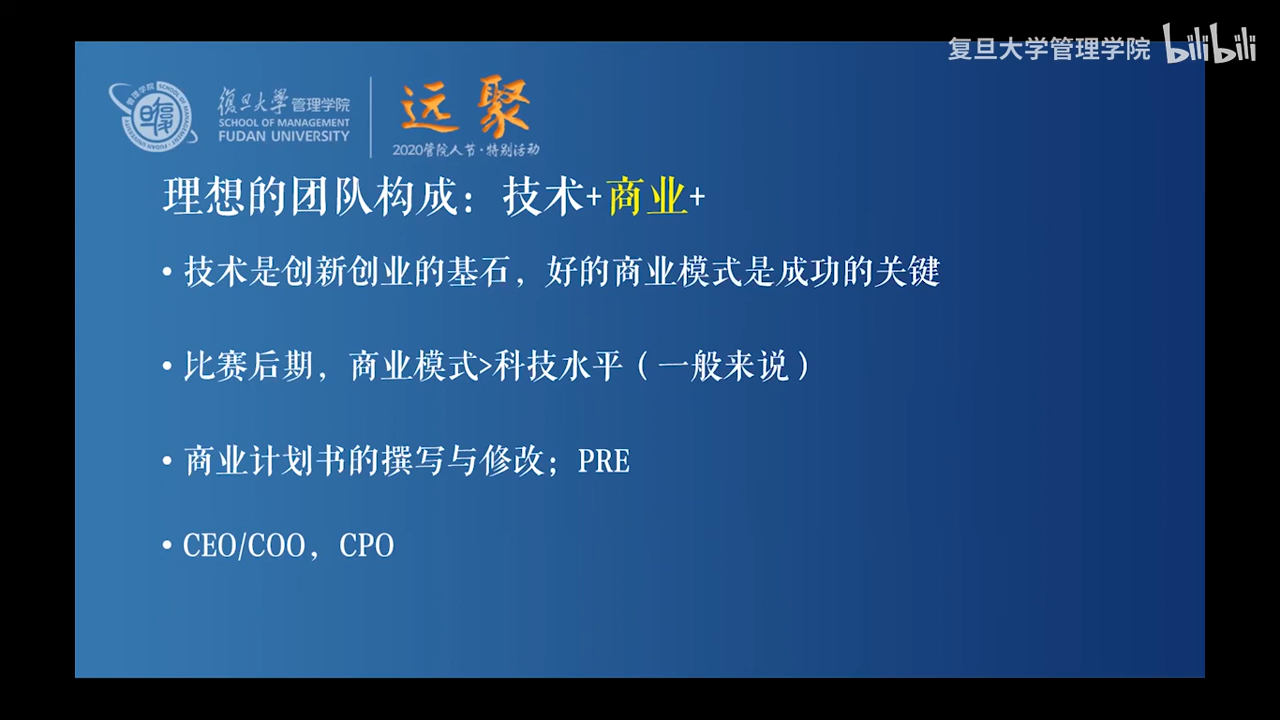 复旦大学管理学院 bilibili
復旦大學管理学院
SCHOOL OF MANAGEMENT
FUDAN UNIVERSITY
远聚
2020管院人节·特别活动
理想的团队构成：技术+商业+
• 技术是创新创业的基石，好的商业模式是成功的关键
• 比赛后期，商业模式>科技水平（一般来说）
• 商业计划书的撰写与修改；PRE
• CEO/COO，CPO